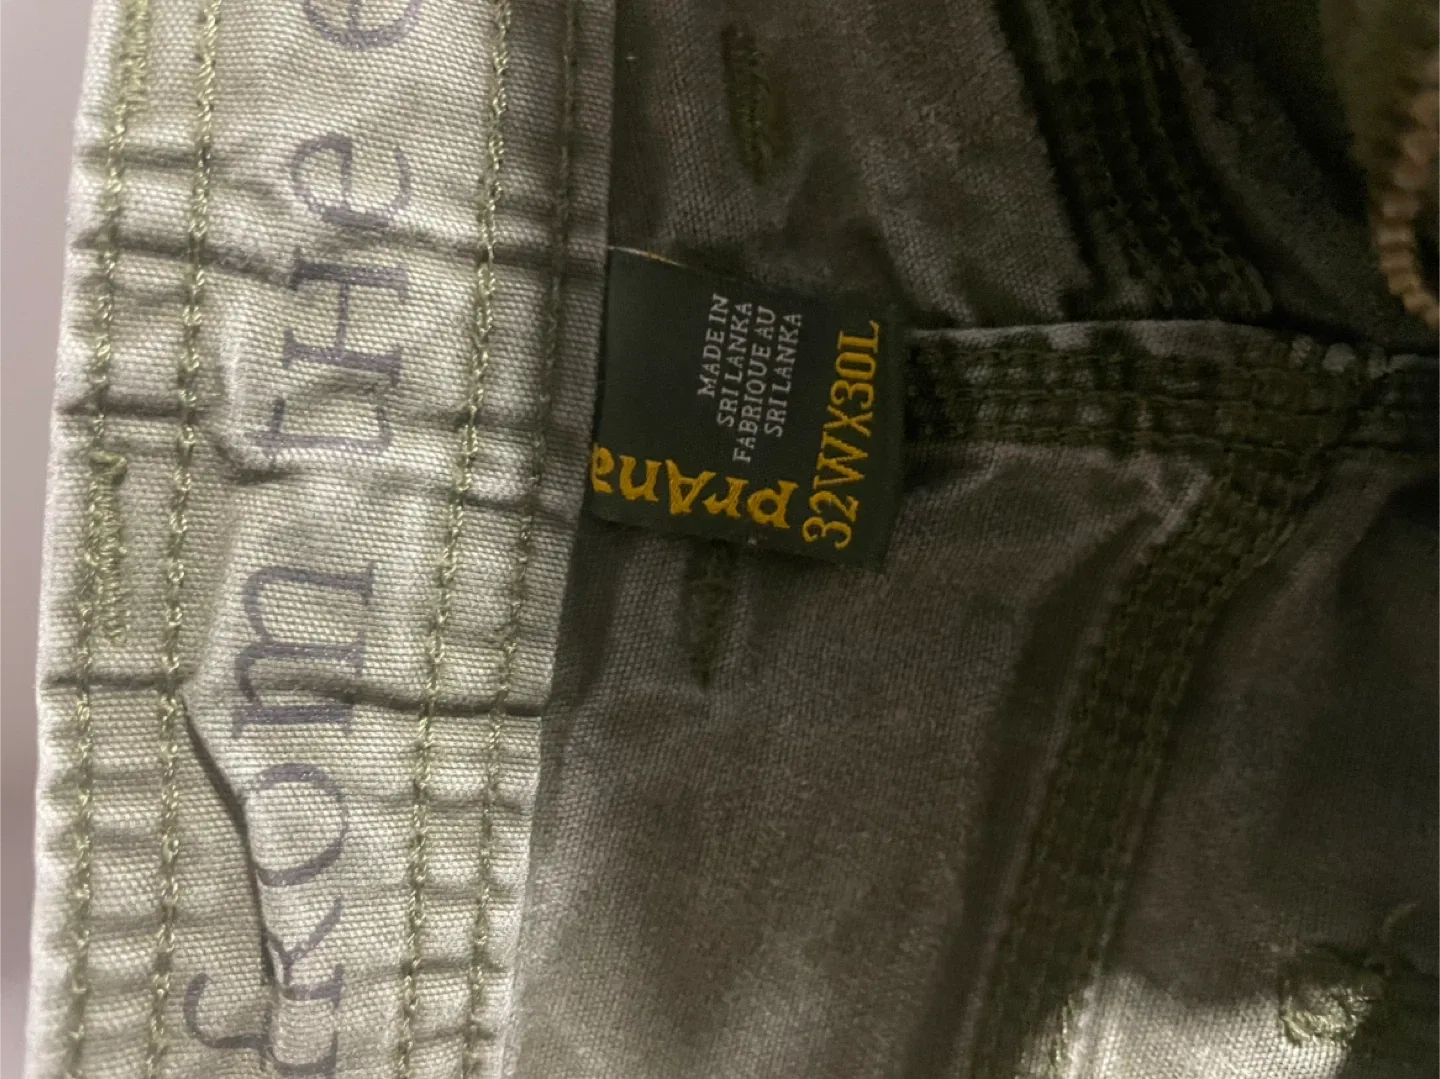 fRom tHe e
prAna
MADE IN
SRI LANKA
FABRIQUE AU
SRI LANKA
32WX30L